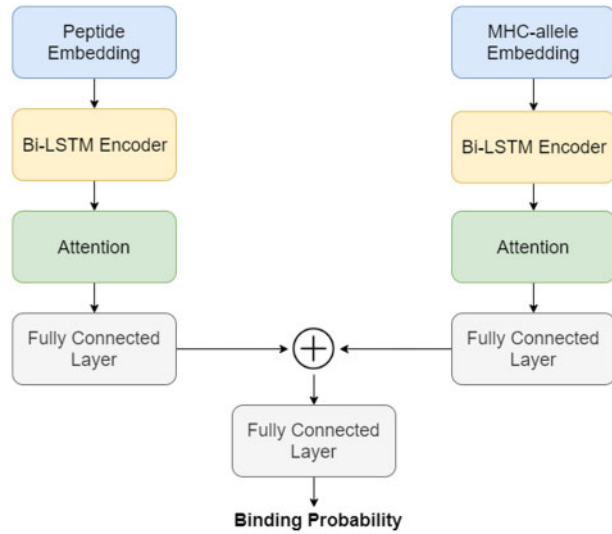 Peptide
Embedding
MHC-allele
Embedding
Bi-LSTM Encoder
Bi-LSTM Encoder
Attention
Attention
Fully Connected
Layer
Fully Connected
Layer
Fully Connected
Layer
Binding Probability